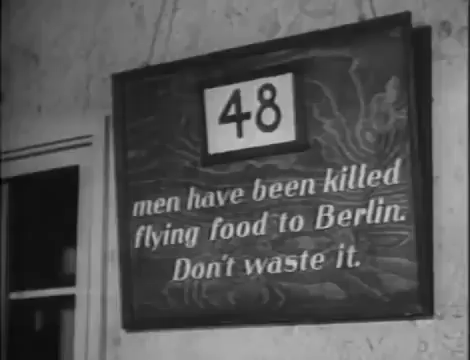 48
men have been killed
flying food to Berlin.
Don't waste it.